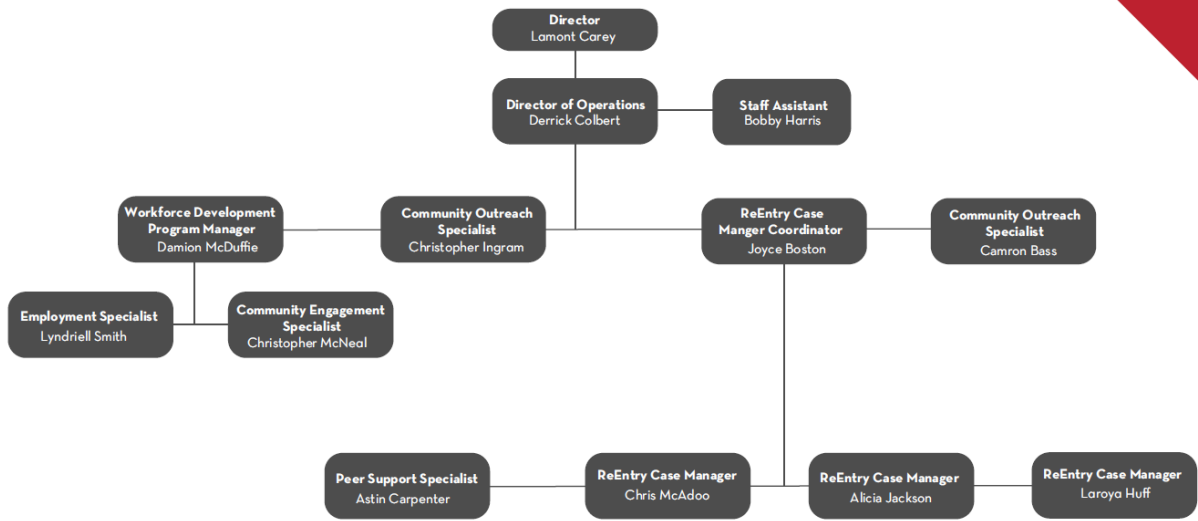 Director
Lamont Carey
Director of Operations
Derrick Colbert
Staff Assistant
Bobby Harris
Workforce Development
Program Manager
Damion McDuffie
Community Outreach
Specialist
Christopher Ingram
ReEntry Case
Manger Coordinator
Joyce Boston
Community Outreach
Specialist
Camron Bass
Employment Specialist
Lyndriell Smith
Community Engagement
Specialist
Christopher McNeal
Peer Support Specialist
Astin Carpenter
ReEntry Case Manager
Chris McAdoo
ReEntry Case Manager
Alicia Jackson
ReEntry Case Manager
Laroya Huff